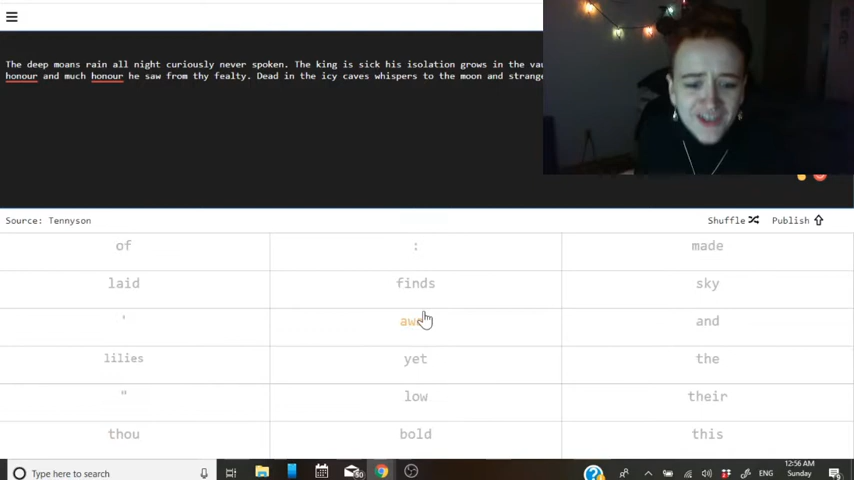 The deep moans rain all night curiously never spoken. The king is sick his isolation grows in the
honour and much honour he saw from thy fealty. Dead in the icy caves whispers to the moon and
Source: Tennyson
Shuffle Publish
of : made
laid finds sky
' and
lilies yet the
" low their
thou bold this
Type here to search
ENG
12:56 AM
Sunday